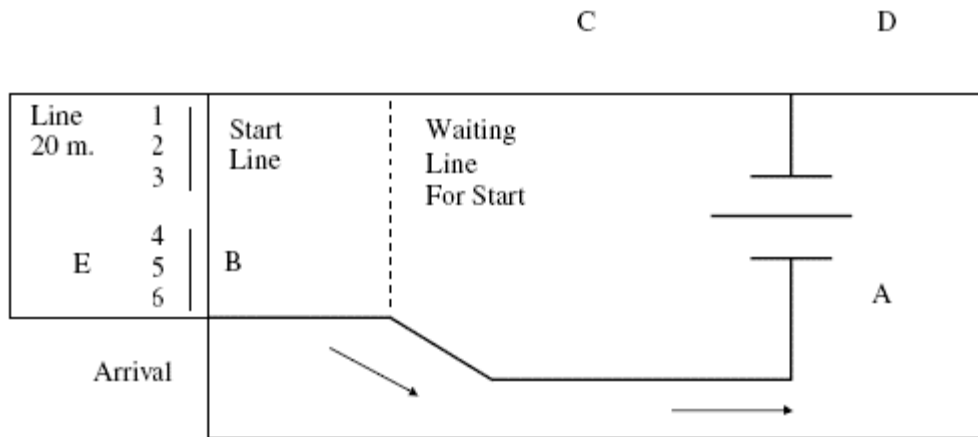 C
D
Line
20 m.
1
2
3
4
5
6
E
Start
Line
B
Waiting
Line
For Start
A
Arrival